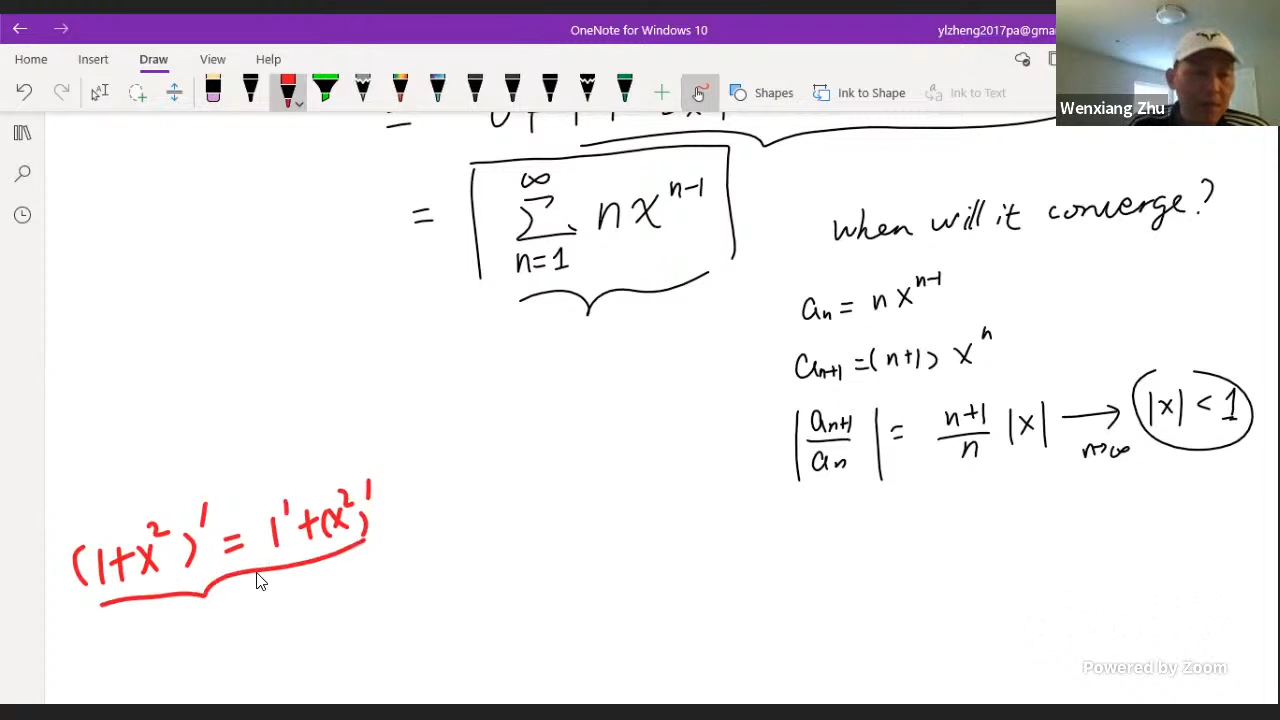 OneNote for Windows 10
ylzheng2017pa@gma
Home Insert Draw View Help
Shapes Ink to Shape Ink to Text
Wenxiang Zhu
= ∑_{n=1}^{∞} n x^{n-1}
when will it converge?
a_n = n x^{n-1}
a_{n+1} = (n+1) x^n
|a_{n+1}/a_n| = (n+1)/n |x| ⟶_{n→∞} |x| < 1
(1+x²)' = 1' + (x²)'
Powered by Zoom